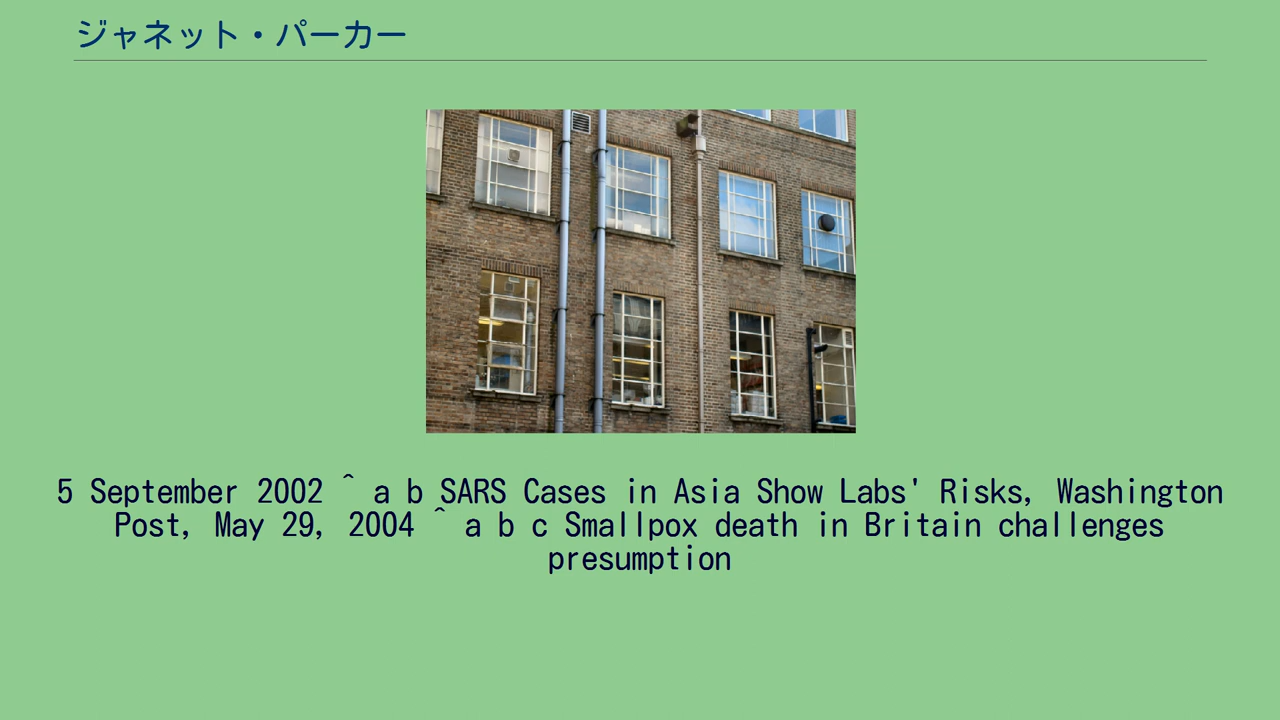 ジャネット・パーカー
5 September 2002 ^ a b SARS Cases in Asia Show Labs' Risks, Washington
Post, May 29, 2004 ^ a b c Smallpox death in Britain challenges
presumption